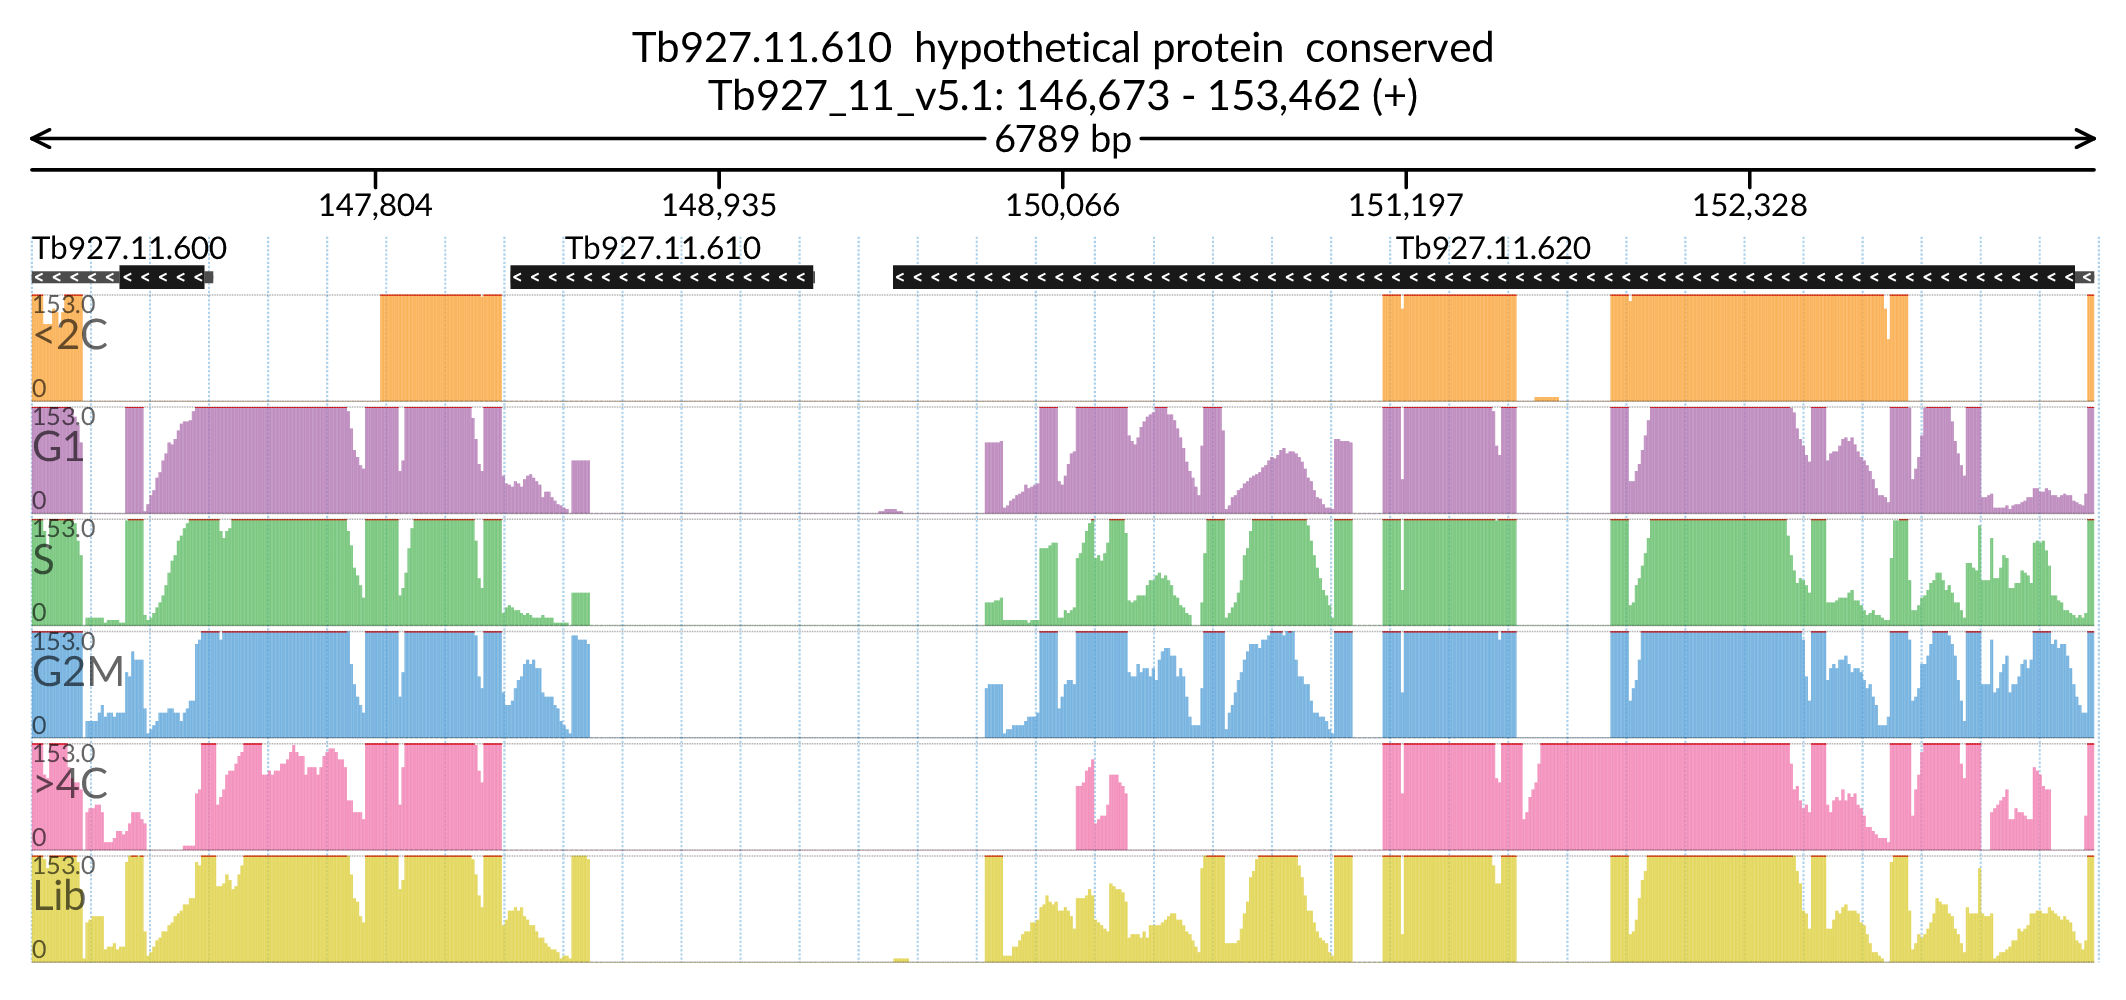 Tb927.11.610  hypothetical protein  conserved
Tb927_11_v5.1: 146,673 - 153,462 (+)
6789 bp
147,804 148,935 150,066 151,197 152,328
Tb927.11.600 Tb927.11.610 Tb927.11.620
153.0
<2C
0
153.0
G1
0
153.0
S
0
153.0
G2M
0
153.0
>4C
0
153.0
Lib
0